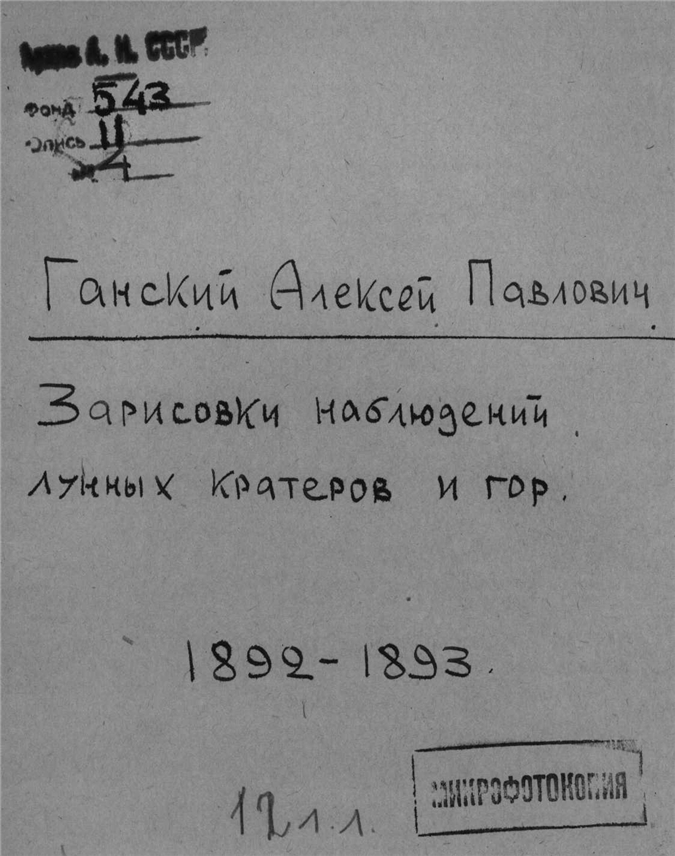 Архив А. Н. СССР
Фонд 543
Опись 11
№ 4
Ганский Алексей Павлович
Зарисовки наблюдений
лунных кратеров и гор.
1892-1893.
12 л.л.
МИКРОФОТОКОПИЯ